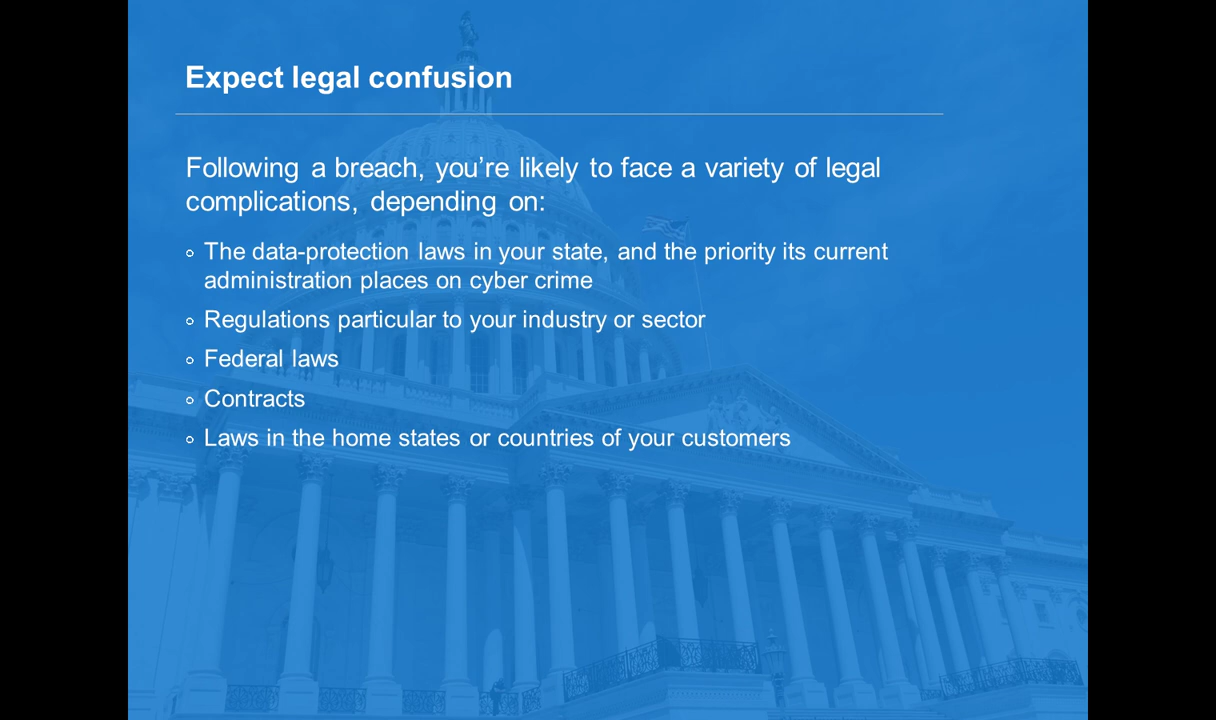 Expect legal confusion
Following a breach, you’re likely to face a variety of legal
complications, depending on:
The data-protection laws in your state, and the priority its current
administration places on cyber crime
Regulations particular to your industry or sector
Federal laws
Contracts
Laws in the home states or countries of your customers